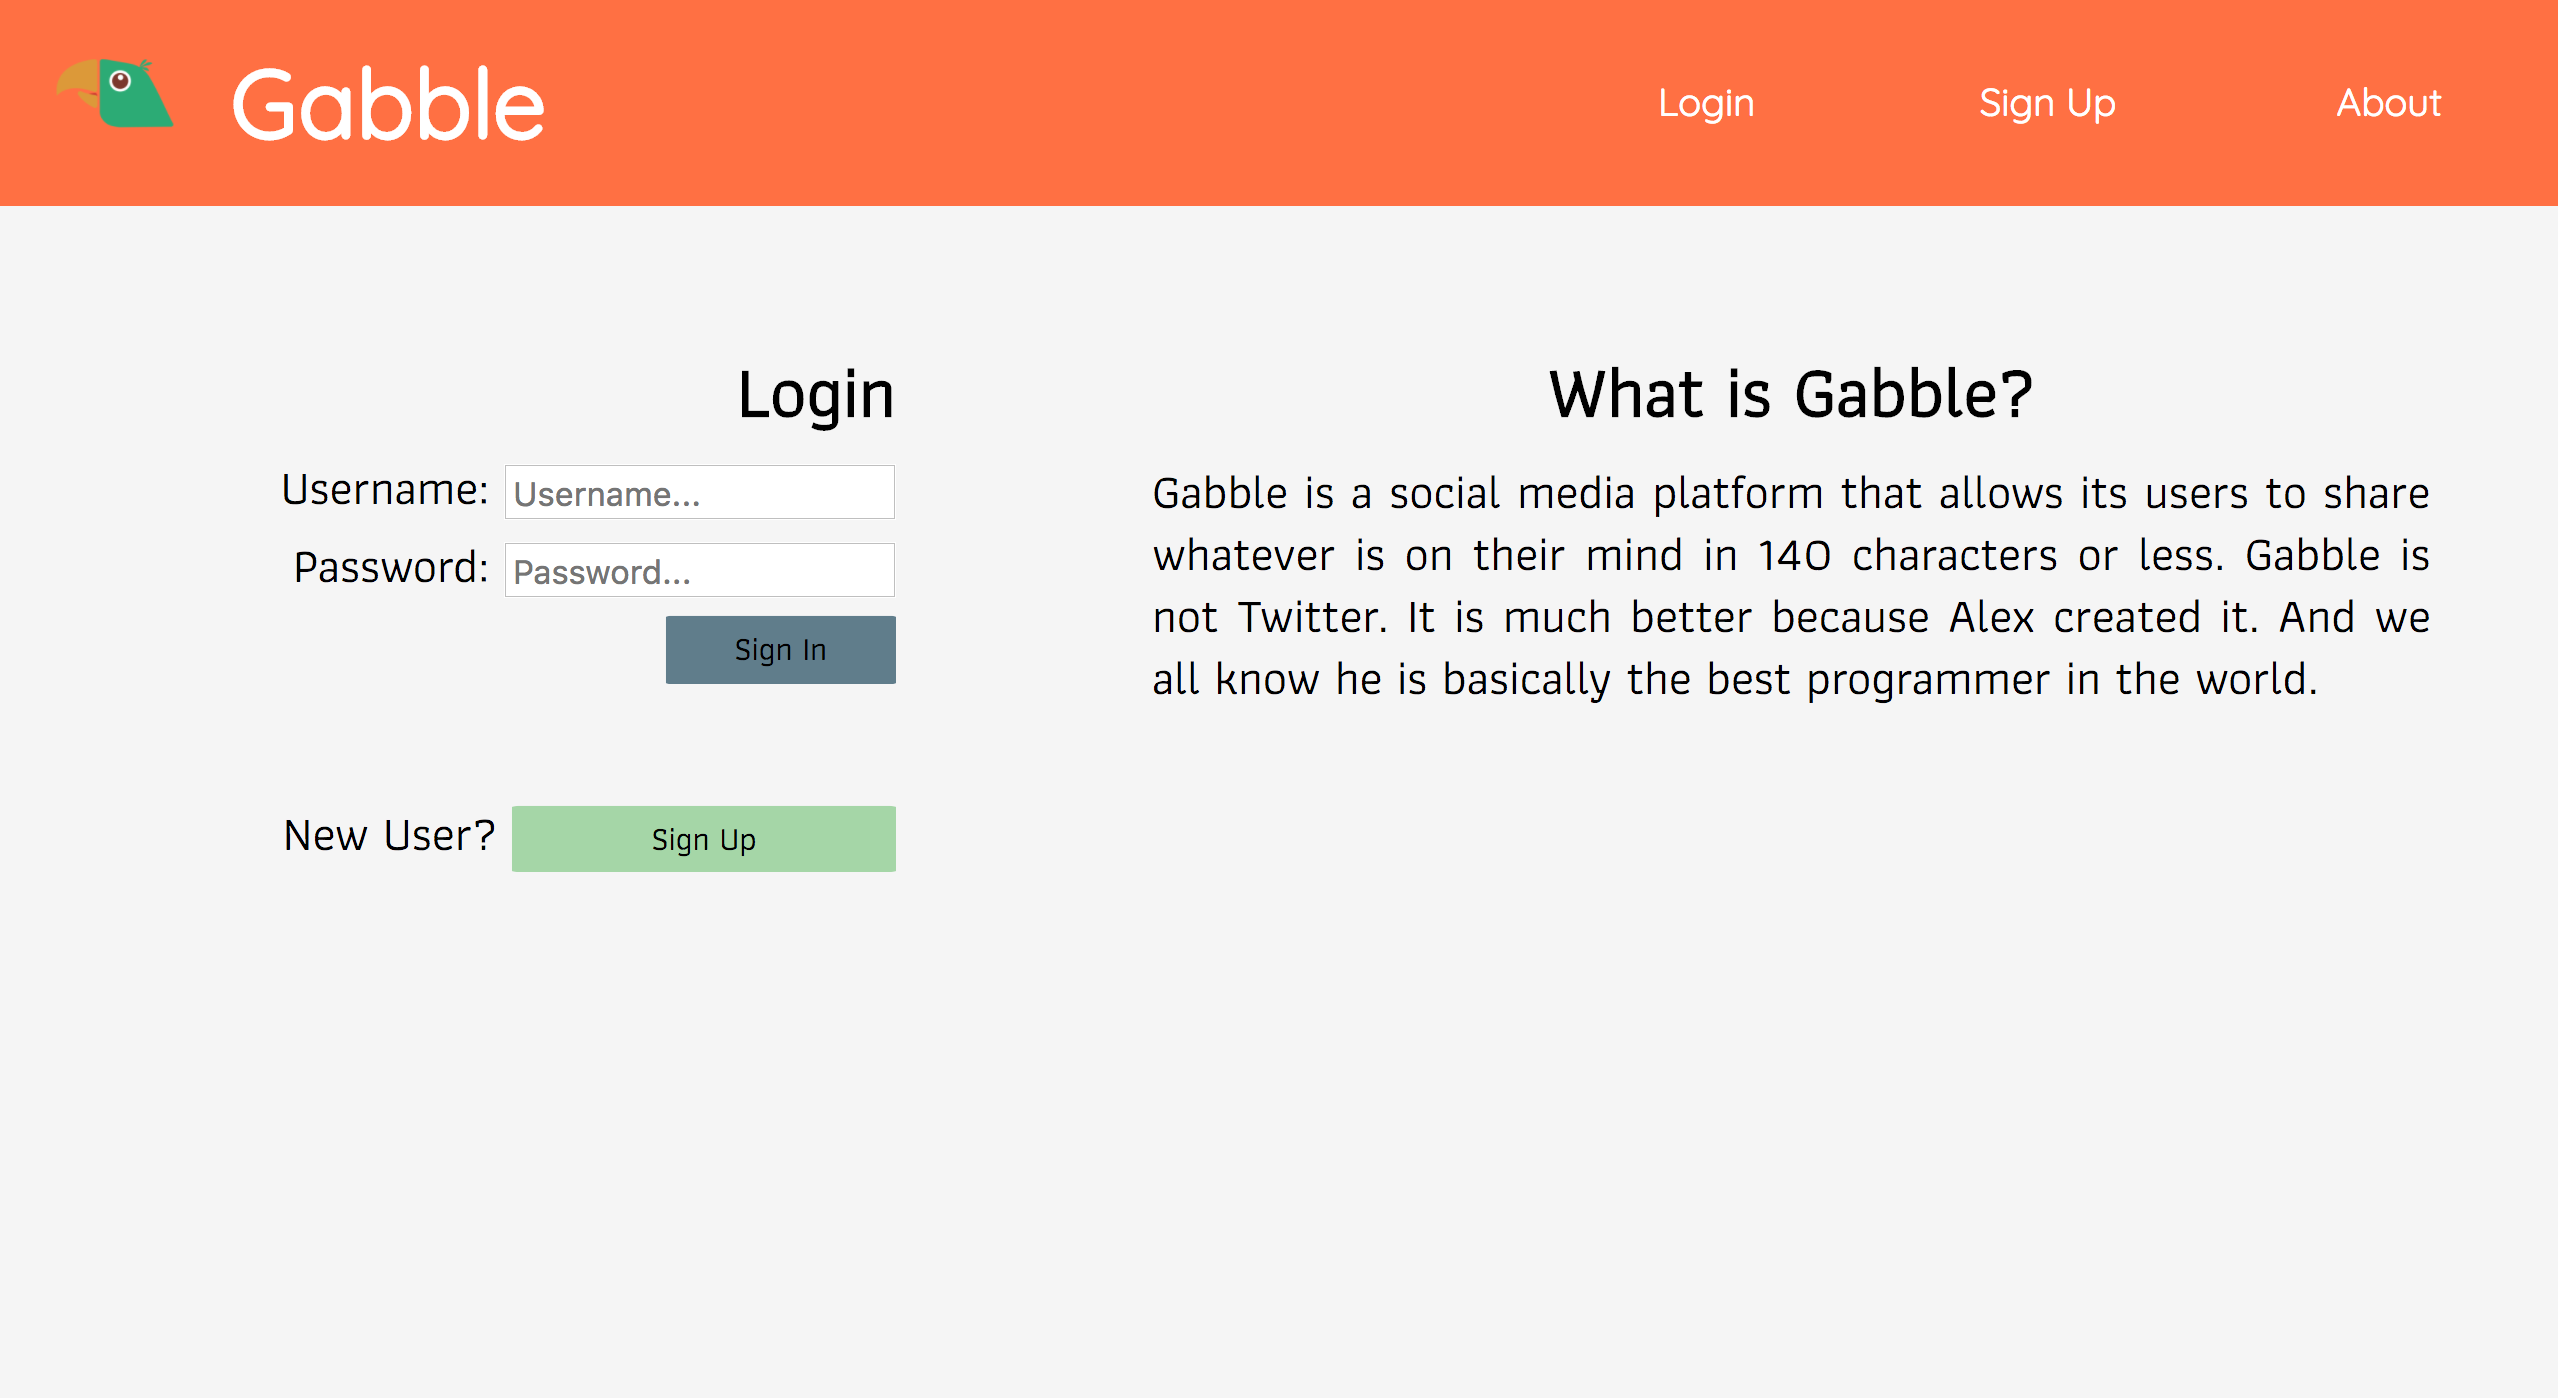 Gabble
Login
Sign Up
About
Login
Username:
Username...
Password:
Password...
Sign In
New User?
Sign Up
What is Gabble?
Gabble is a social media platform that allows its users to share
whatever is on their mind in 140 characters or less. Gabble is
not Twitter. It is much better because Alex created it. And we
all know he is basically the best programmer in the world.